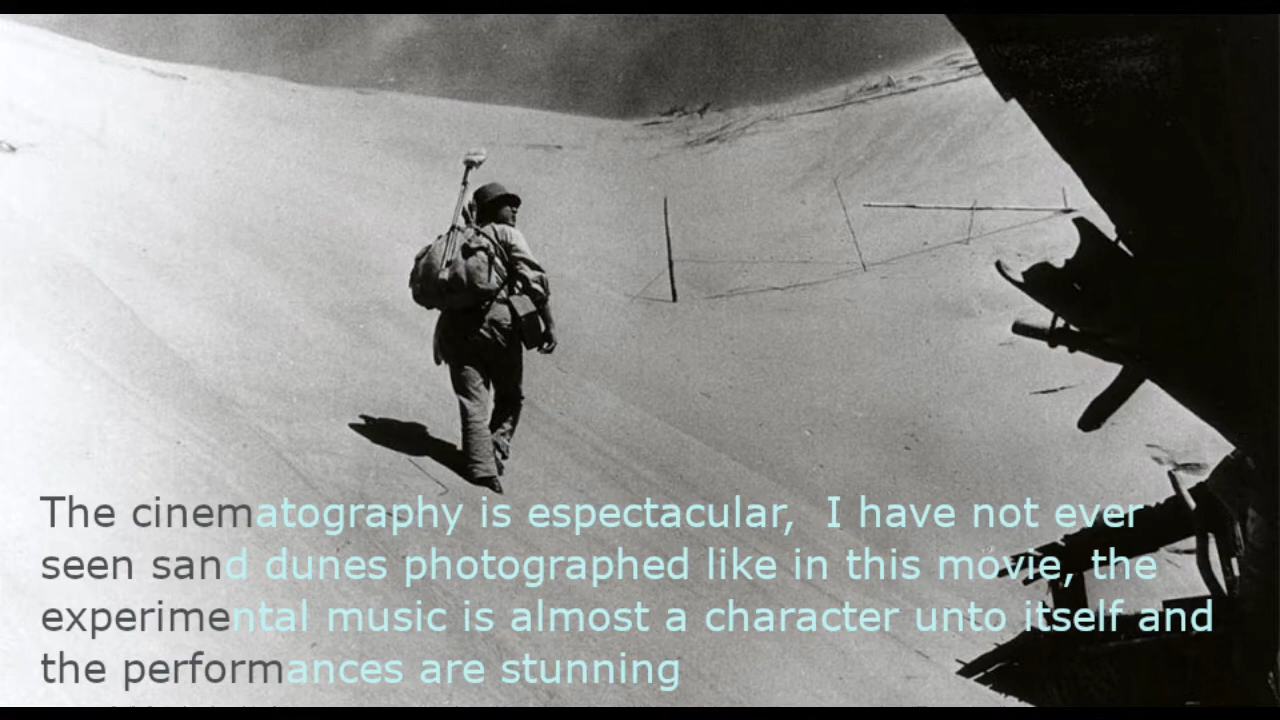 The cinematography is espectacular,  I have not ever
seen sand dunes photographed like in this movie, the
experimental music is almost a character unto itself and
the performances are stunning